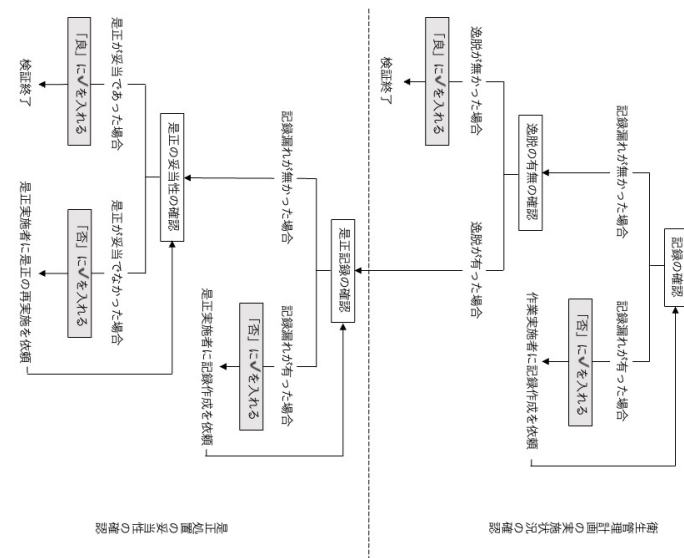 衛生管理計画の実施状況の確認
記録の確認
記録漏れが無かった場合
記録漏れが有った場合
「否」に✔を入れる
作業実施者に記録作成を依頼
逸脱の有無の確認
逸脱が無かった場合
「良」に✔を入れる
検証終了
逸脱が有った場合
是正処置の妥当性の確認
是正記録の確認
記録漏れが無かった場合
記録漏れが有った場合
「否」に✔を入れる
是正実施者に記録作成を依頼
是正の妥当性の確認
是正が妥当であった場合
「良」に✔を入れる
検証終了
是正が妥当でなかった場合
「否」に✔を入れる
是正実施者に是正の再実施を依頼